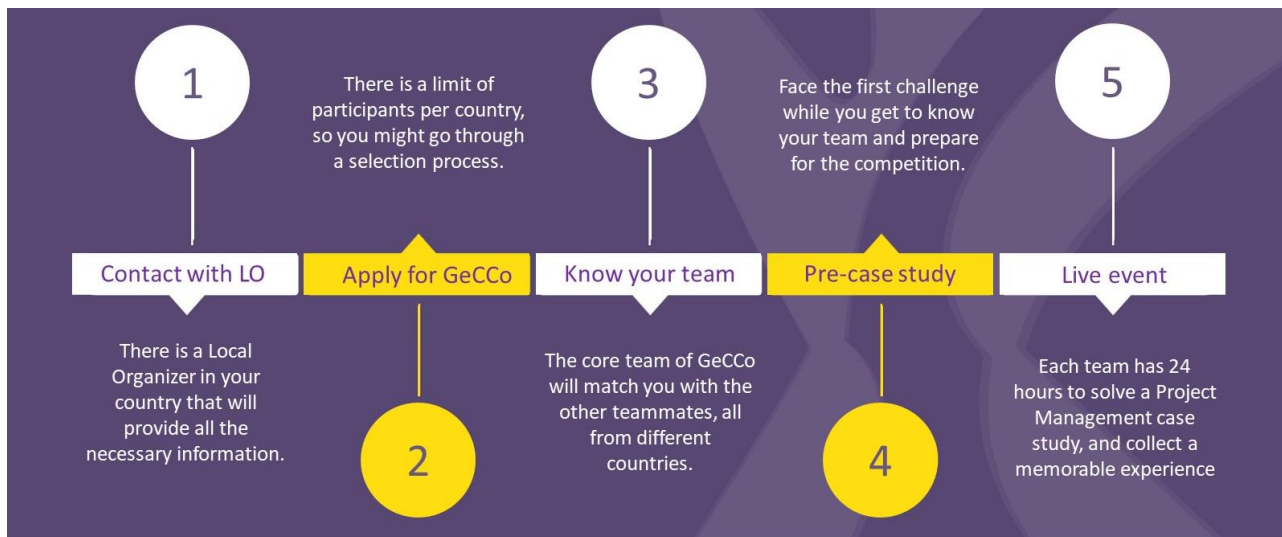 1
Contact with LO
There is a Local
Organizer in your
country that will
provide all the
necessary information.
There is a limit of
participants per country,
so you might go through
a selection process.
Apply for GeCCo
2
3
Know your team
The core team of GeCCo
will match you with the
other teammates, all
from different
countries.
Face the first challenge
while you get to know
your team and prepare
for the competition.
Pre-case study
4
5
Live event
Each team has 24
hours to solve a Project
Management case
study, and collect a
memorable experience